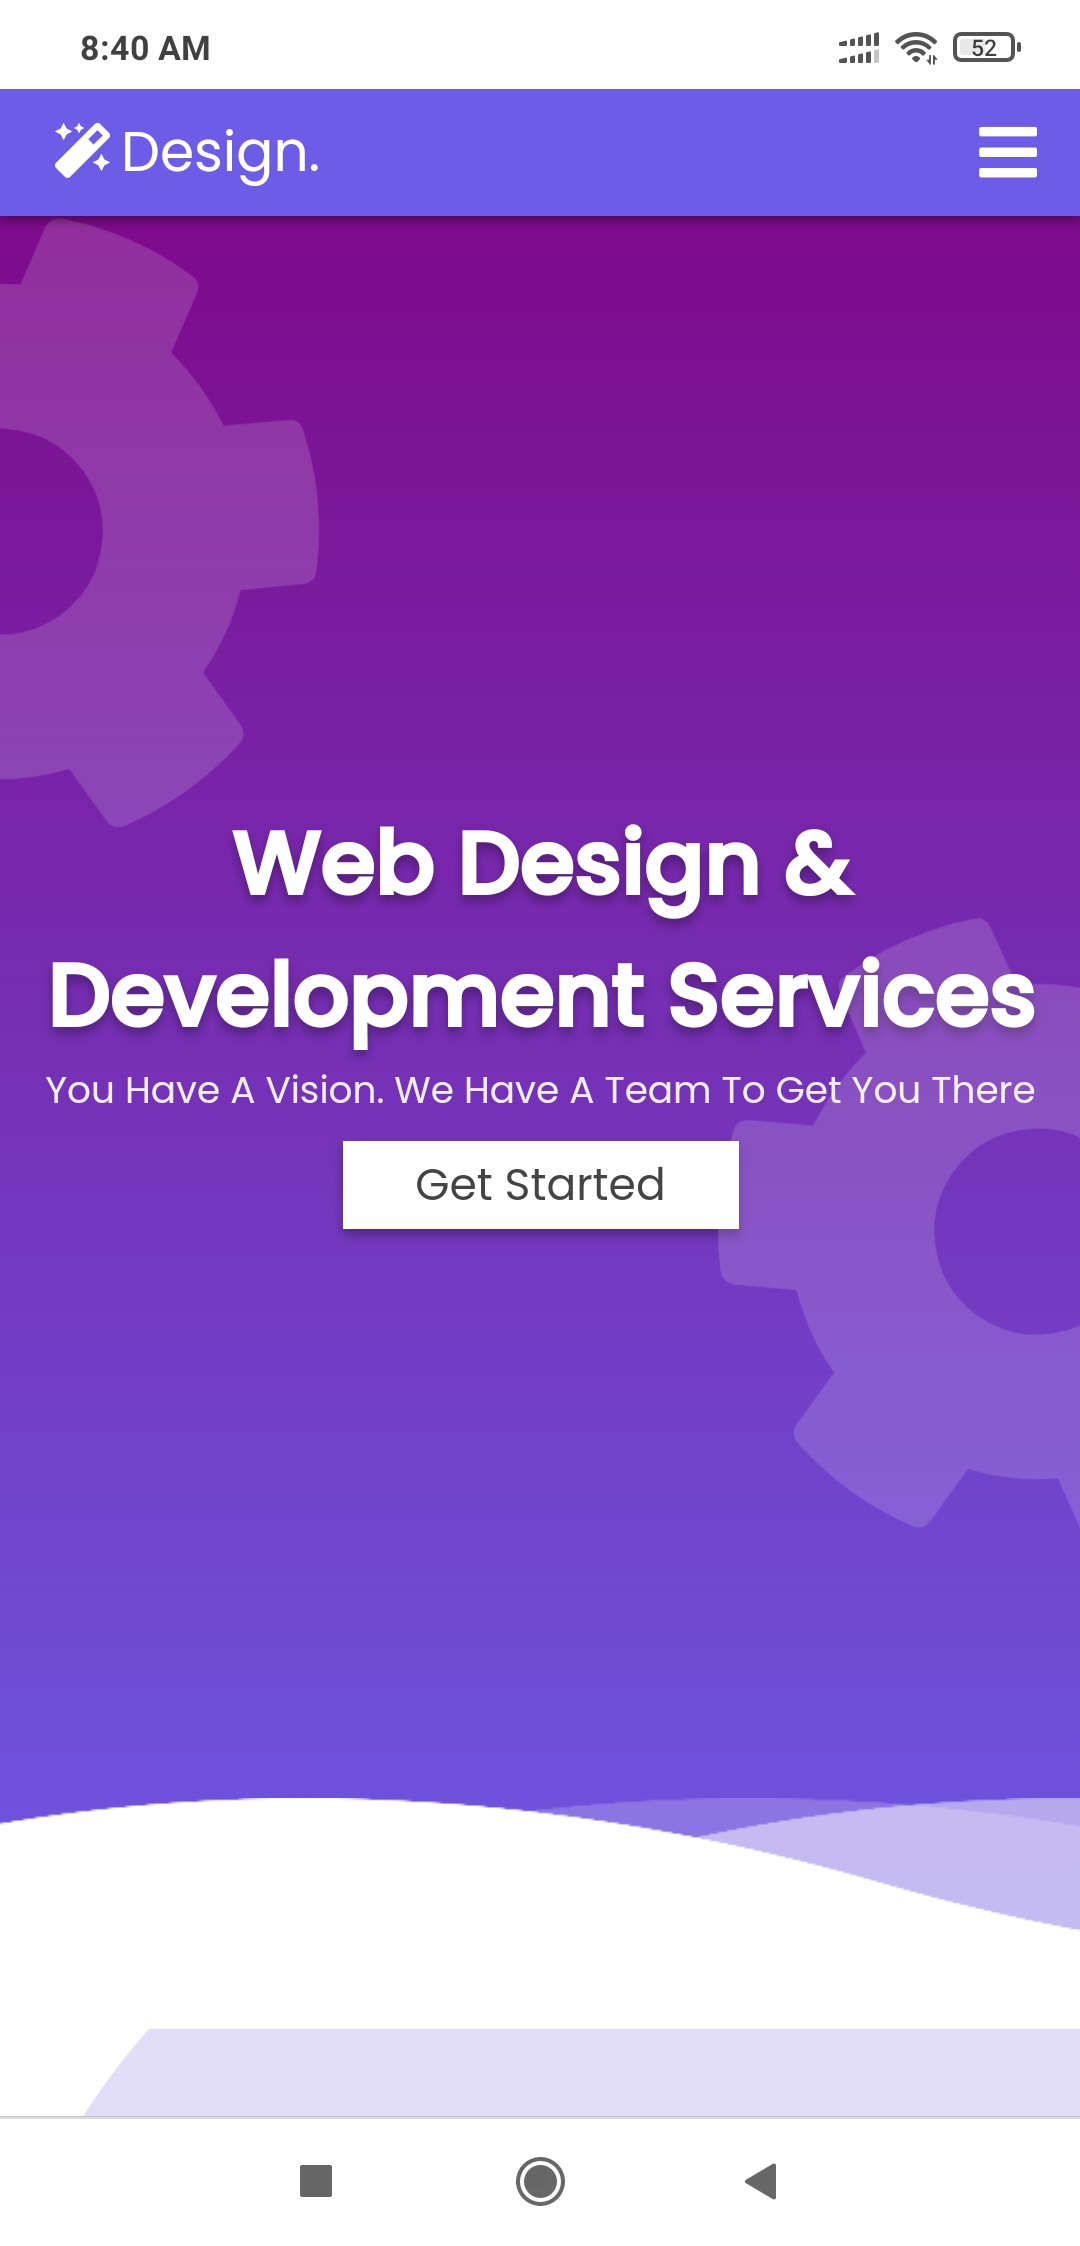 8:40 AM
52
Design.
Web Design &
Development Services
You Have A Vision. We Have A Team To Get You There
Get Started